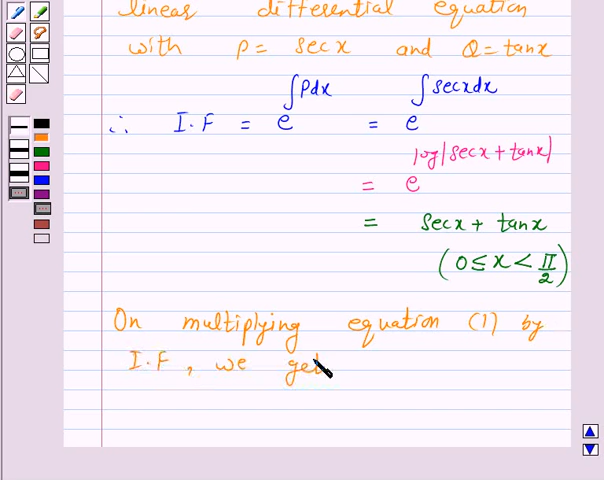 linear differential equation
with P = sec x and Q = tan x
∴ I.F = e^∫Pdx = e^∫secxdx
= e^log|secx + tanx|
= secx + tanx
(0 ≤ x < π/2)
On multiplying equation (1) by
I.F, we get